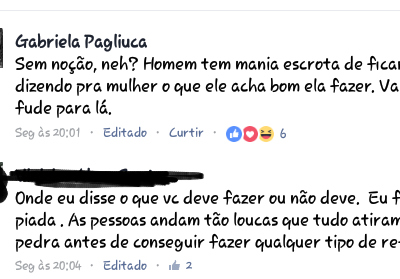 Gabriela Pagliuca
Sem noção, neh? Homem tem mania escrota de ficar
dizendo pra mulher o que ele acha bom ela fazer. Va
fude para lá.
Seg às 20:01 · Editado · Curtir · 6
Onde eu disse o que vc deve fazer ou não deve. Eu f
piada . As pessoas andam tão loucas que tudo atiram
pedra antes de conseguir fazer qualquer tipo de re
Seg às 20:04 · Editado · 2